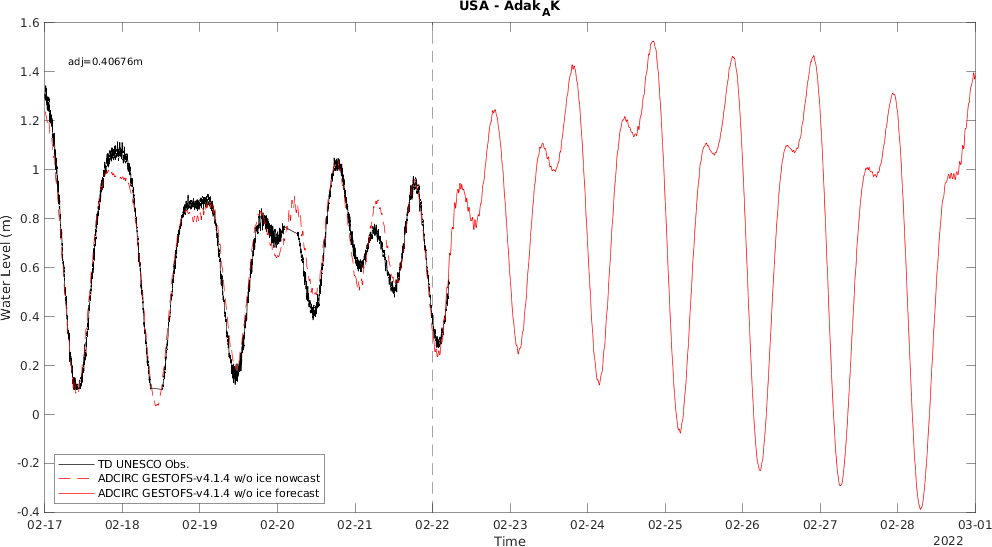 USA - Adak_AK
1.6
1.4
1.2
1
0.8
0.6
0.4
0.2
0
-0.2
-0.4
Water Level (m)
adj=0.40676m
TD UNESCO Obs.
ADCIRC GESTOFS-v4.1.4 w/o ice nowcast
ADCIRC GESTOFS-v4.1.4 w/o ice forecast
02-17 02-18 02-19 02-20 02-21 02-22 02-23 02-24 02-25 02-26 02-27 02-28 03-01
Time
2022